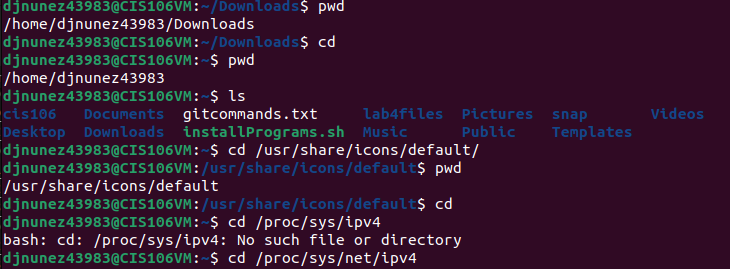 djnunez43983@CIS106VM:~/Downloads$ pwd
/home/djnunez43983/Downloads
djnunez43983@CIS106VM:~/Downloads$ cd
djnunez43983@CIS106VM:~$ pwd
/home/djnunez43983
djnunez43983@CIS106VM:~$ ls
cis106 Documents gitcommands.txt lab4files Pictures snap Videos
Desktop Downloads installPrograms.sh Music Public Templates
djnunez43983@CIS106VM:~$ cd /usr/share/icons/default/
djnunez43983@CIS106VM:/usr/share/icons/default$ pwd
/usr/share/icons/default
djnunez43983@CIS106VM:/usr/share/icons/default$ cd
djnunez43983@CIS106VM:~$ cd /proc/sys/ipv4
bash: cd: /proc/sys/ipv4: No such file or directory
djnunez43983@CIS106VM:~$ cd /proc/sys/net/ipv4